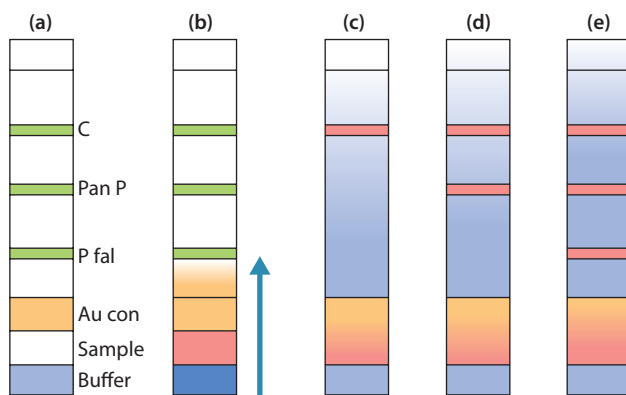 (a)
(b)
(c)
(d)
(e)
C
Pan P
P fal
Au con
Sample
Buffer